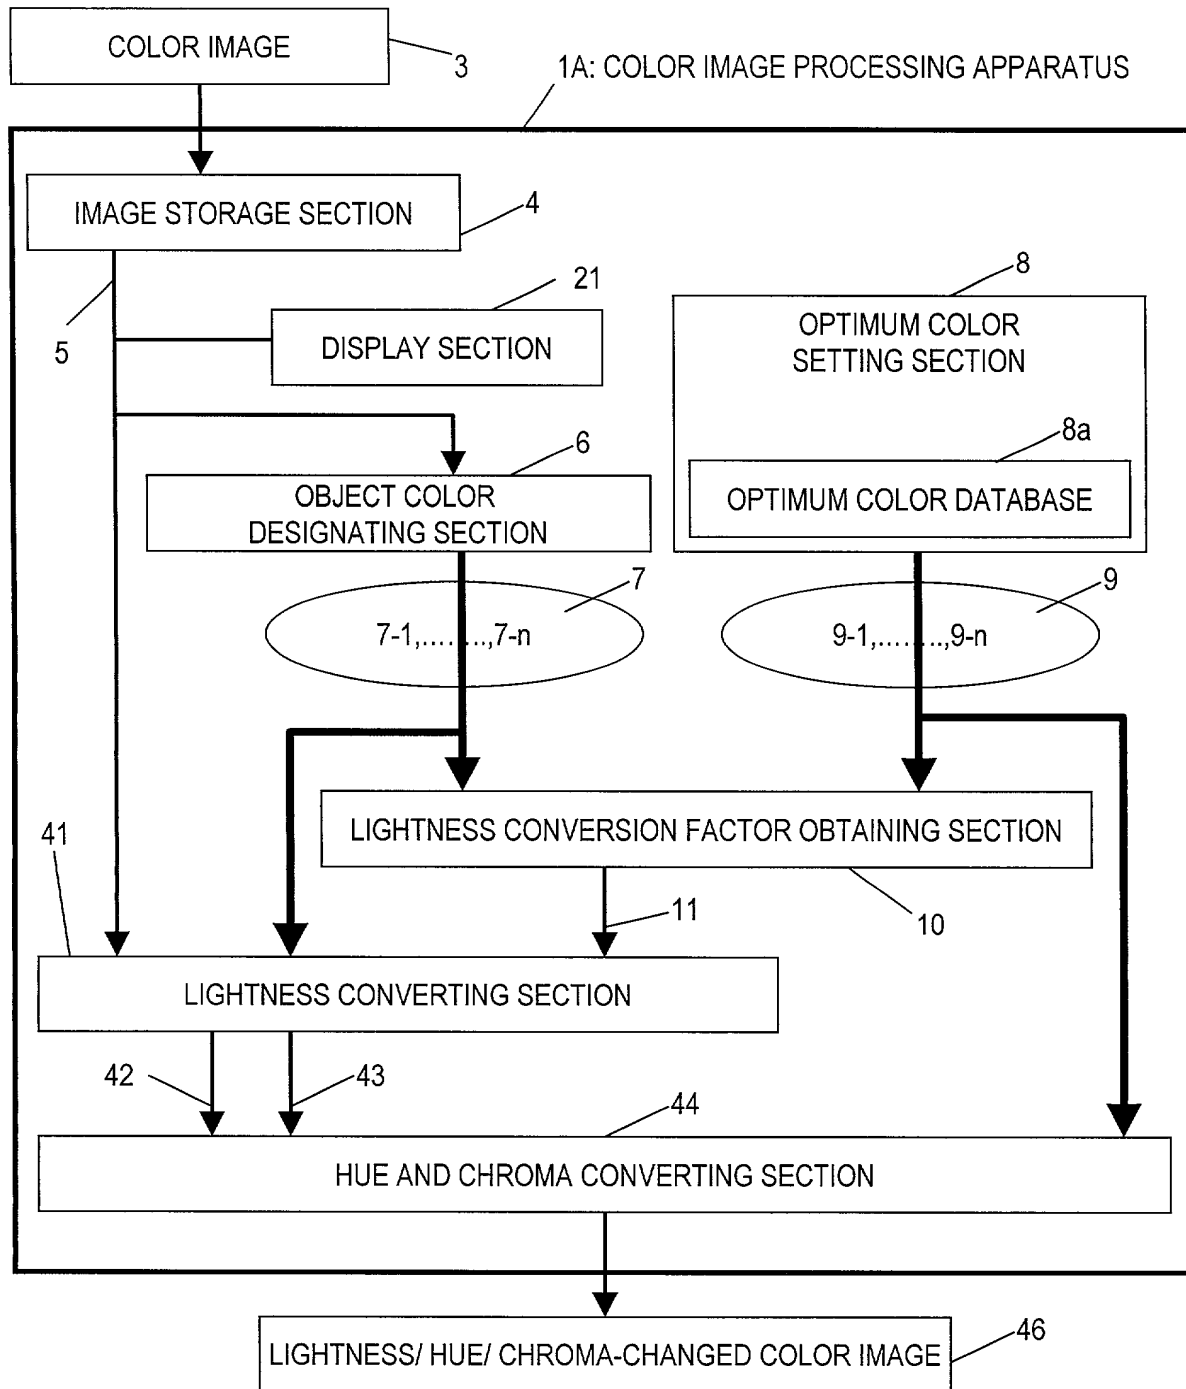 COLOR IMAGE
3
1A: COLOR IMAGE PROCESSING APPARATUS
IMAGE STORAGE SECTION
4
5
21
DISPLAY SECTION
8
OPTIMUM COLOR
SETTING SECTION
8a
OPTIMUM COLOR DATABASE
6
OBJECT COLOR
DESIGNATING SECTION
7
7-1,........,7-n
9
9-1,........,9-n
LIGHTNESS CONVERSION FACTOR OBTAINING SECTION
10
11
41
LIGHTNESS CONVERTING SECTION
42
43
44
HUE AND CHROMA CONVERTING SECTION
LIGHTNESS/ HUE/ CHROMA-CHANGED COLOR IMAGE
46